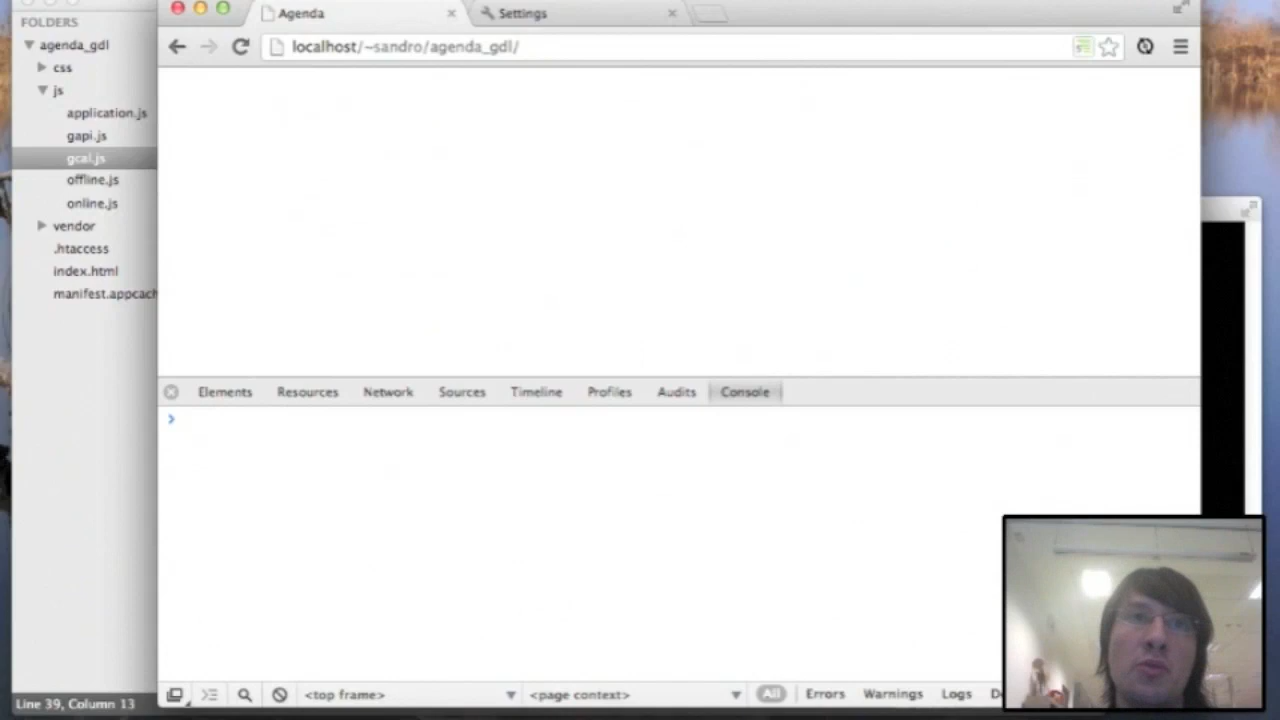 FOLDERS
agenda_gdl
css
js
application.js
gapi.js
gcal.js
offline.js
online.js
vendor
.htaccess
index.html
manifest.appcach
Line 39, Column 13
Agenda
Settings
localhost/~sandro/agenda_gdl/
Elements Resources Network Sources Timeline Profiles Audits Console
<top frame> <page context> All Errors Warnings Logs D